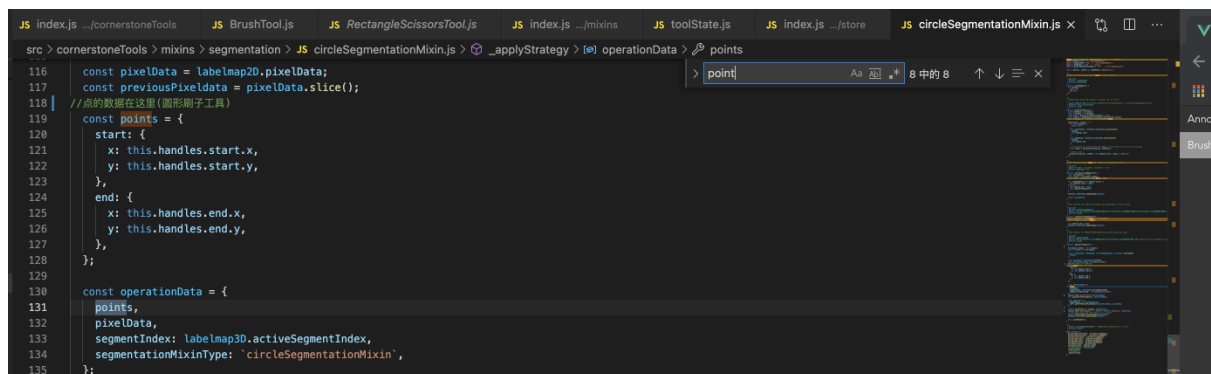 JS index.js .../cornerstoneTools JS BrushTool.js JS RectangleScissorsTool.js JS index.js .../mixins JS toolState.js JS index.js .../store JS circleSegmentationMixin.js ×
src > cornerstoneTools > mixins > segmentation > JS circleSegmentationMixin.js > _applyStrategy > operationData > points
> point Aa Abl .* 8 中的 8
116 const pixelData = labelmap2D.pixelData;
117 const previousPixeldata = pixelData.slice();
118 //点的数据在这里(圆形刷子工具)
119 const points = {
120 start: {
121 x: this.handles.start.x,
122 y: this.handles.start.y,
123 },
124 end: {
125 x: this.handles.end.x,
126 y: this.handles.end.y,
127 },
128 };
129
130 const operationData = {
131 points,
132 pixelData,
133 segmentIndex: labelmap3D.activeSegmentIndex,
134 segmentationMixinType: `circleSegmentationMixin`,
135 };
Anno
Brush